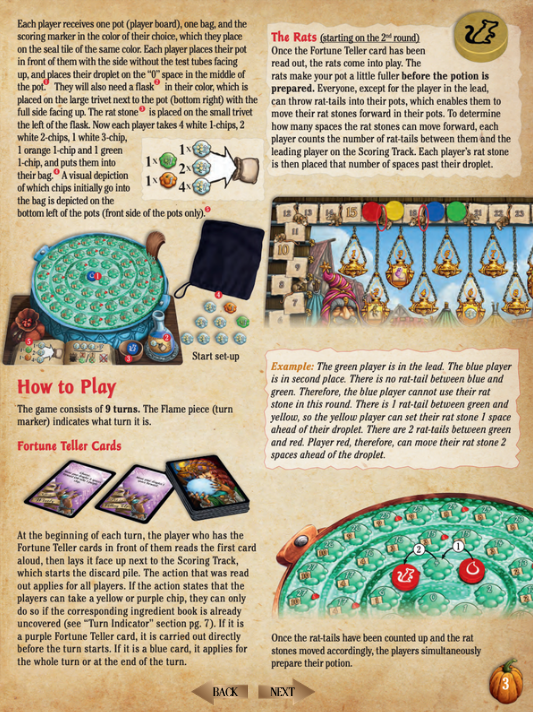 Each player receives one pot (player board), one bag, and the
scoring marker in the color of their choice, which they place
on the seal tile of the same color. Each player places their pot
in front of them with the side without the test tubes facing
up, and places their droplet on the "0" space in the middle of
the pot. They will also need a flask in their color, which is
placed on the large trivet next to the pot (bottom right) with the
full side facing up. The rat stone is placed on the small trivet
the left of the flask. Now each player takes 4 white 1-chips, 2
white 2-chips, 1 white 3-chip,
1 orange 1-chip and 1 green
1-chip, and puts them into
their bag. A visual depiction
of which chips initially go into
the bag is depicted on the
bottom left of the pots (front side of the pots only).
1x
1x
1x
2x
4x
Start set-up
How to Play
The game consists of 9 turns. The Flame piece (turn
marker) indicates what turn it is.
Fortune Teller Cards
At the beginning of each turn, the player who has the
Fortune Teller cards in front of them reads the first card
aloud, then lays it face up next to the Scoring Track,
which starts the discard pile. The action that was read
out applies for all players. If the action states that the
players can take a yellow or purple chip, they can only
do so if the corresponding ingredient book is already
uncovered (see "Turn Indicator" section pg. 7). If it is
a purple Fortune Teller card, it is carried out directly
before the turn starts. If it is a blue card, it applies for
the whole turn or at the end of the turn.
The Rats (starting on the 2nd round)
Once the Fortune Teller card has been
read out, the rats come into play. The
rats make your pot a little fuller before the potion is
prepared. Everyone, except for the player in the lead,
can throw rat-tails into their pots, which enables them to
move their rat stones forward in their pots. To determine
how many spaces the rat stones can move forward, each
player counts the number of rat-tails between them and the
leading player on the Scoring Track. Each player's rat stone
is then placed that number of spaces past their droplet.
Example: The green player is in the lead. The blue player
is in second place. There is no rat-tail between blue and
green. Therefore, the blue player cannot use their rat
stone in this round. There is 1 rat-tail between green and
yellow, so the yellow player can set their rat stone 1 space
ahead of their droplet. There are 2 rat-tails between green
and red. Player red, therefore, can move their rat stone 2
spaces ahead of the droplet.
2 1
Once the rat-tails have been counted up and the rat
stones moved accordingly, the players simultaneously
prepare their potion.
BACK NEXT
3